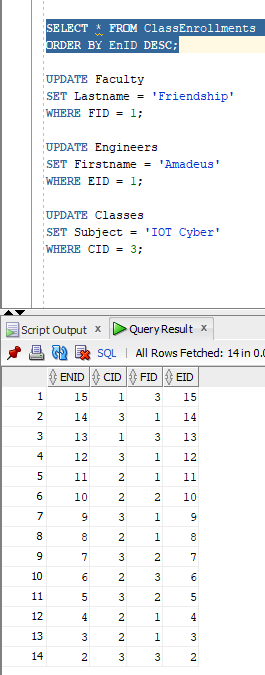 SELECT * FROM ClassEnrollments
ORDER BY EnID DESC;
UPDATE Faculty
SET Lastname = 'Friendship'
WHERE FID = 1;
UPDATE Engineers
SET Firstname = 'Amadeus'
WHERE EID = 1;
UPDATE Classes
SET Subject = 'IOT Cyber'
WHERE CID = 3;
Script Output x Query Result x
SQL | All Rows Fetched: 14 in 0.0
ENID CID FID EID
1 15 1 3 15
2 14 3 1 14
3 13 1 3 13
4 12 3 1 12
5 11 2 1 11
6 10 2 2 10
7 9 3 1 9
8 8 2 1 8
9 7 3 2 7
10 6 2 3 6
11 5 3 2 5
12 4 2 1 4
13 3 2 1 3
14 2 3 3 2